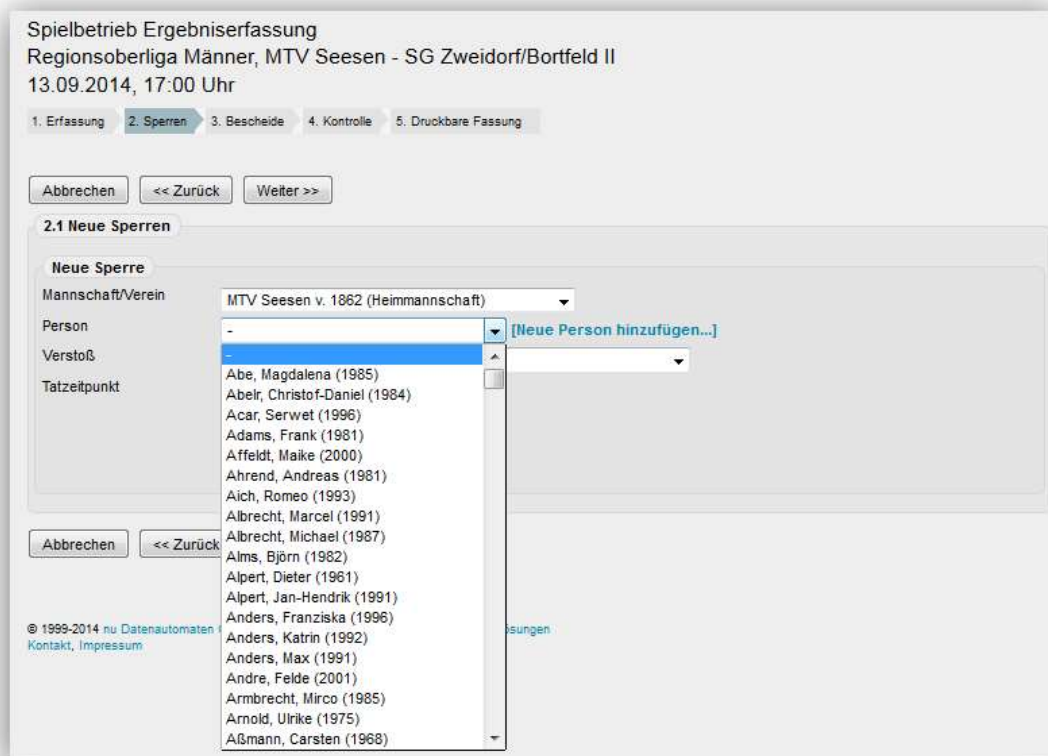 Spielbetrieb Ergebniserfassung
Regionsoberliga Männer, MTV Seesen - SG Zweidorf/Bortfeld II
13.09.2014, 17:00 Uhr
1. Erfassung 2. Sperren 3. Bescheide 4. Kontrolle 5. Druckbare Fassung
Abbrechen << Zurück Weiter >>
2.1 Neue Sperren
Neue Sperre
Mannschaft/Verein MTV Seesen v. 1862 (Heimmannschaft)
Person - [Neue Person hinzufügen...]
Verstoß -
Tatzeitpunkt
Abe, Magdalena (1985)
Abelr, Christof-Daniel (1984)
Acar, Serwet (1996)
Adams, Frank (1981)
Affeldt, Maike (2000)
Ahrend, Andreas (1981)
Aich, Romeo (1993)
Albrecht, Marcel (1991)
Albrecht, Michael (1987)
Alms, Björn (1982)
Alpert, Dieter (1961)
Alpert, Jan-Hendrik (1991)
Anders, Franziska (1996)
Anders, Katrin (1992)
Anders, Max (1991)
Andre, Felde (2001)
Armbrecht, Mirco (1985)
Arnold, Ulrike (1975)
Aßmann, Carsten (1968)
Abbrechen << Zurück
© 1999-2014 nu Datenautomaten
Kontakt, Impressum